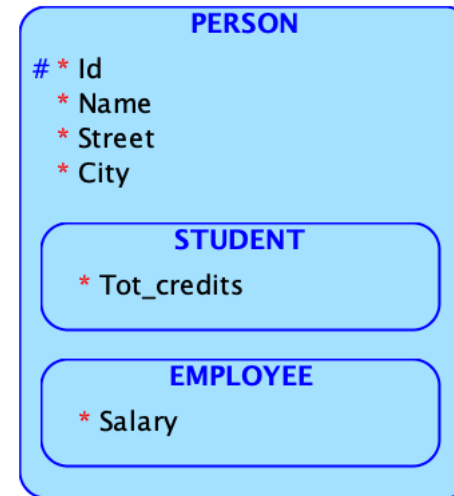 PERSON
# * Id
* Name
* Street
* City
STUDENT
* Tot_credits
EMPLOYEE
* Salary